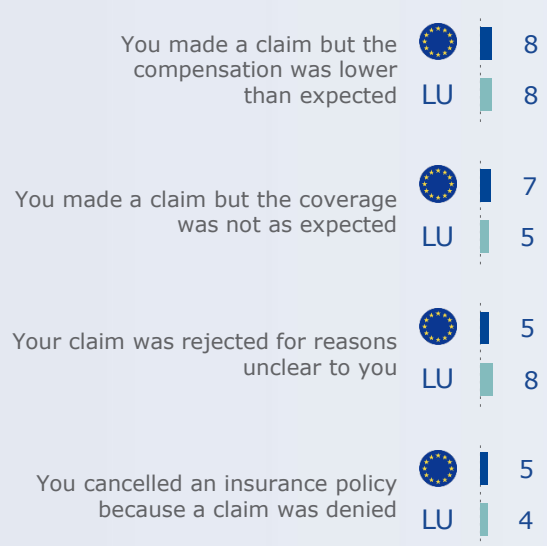 You made a claim but the
compensation was lower
than expected
8
LU 8
You made a claim but the coverage
was not as expected
7
LU 5
Your claim was rejected for reasons
unclear to you
5
LU 8
You cancelled an insurance policy
because a claim was denied
5
LU 4